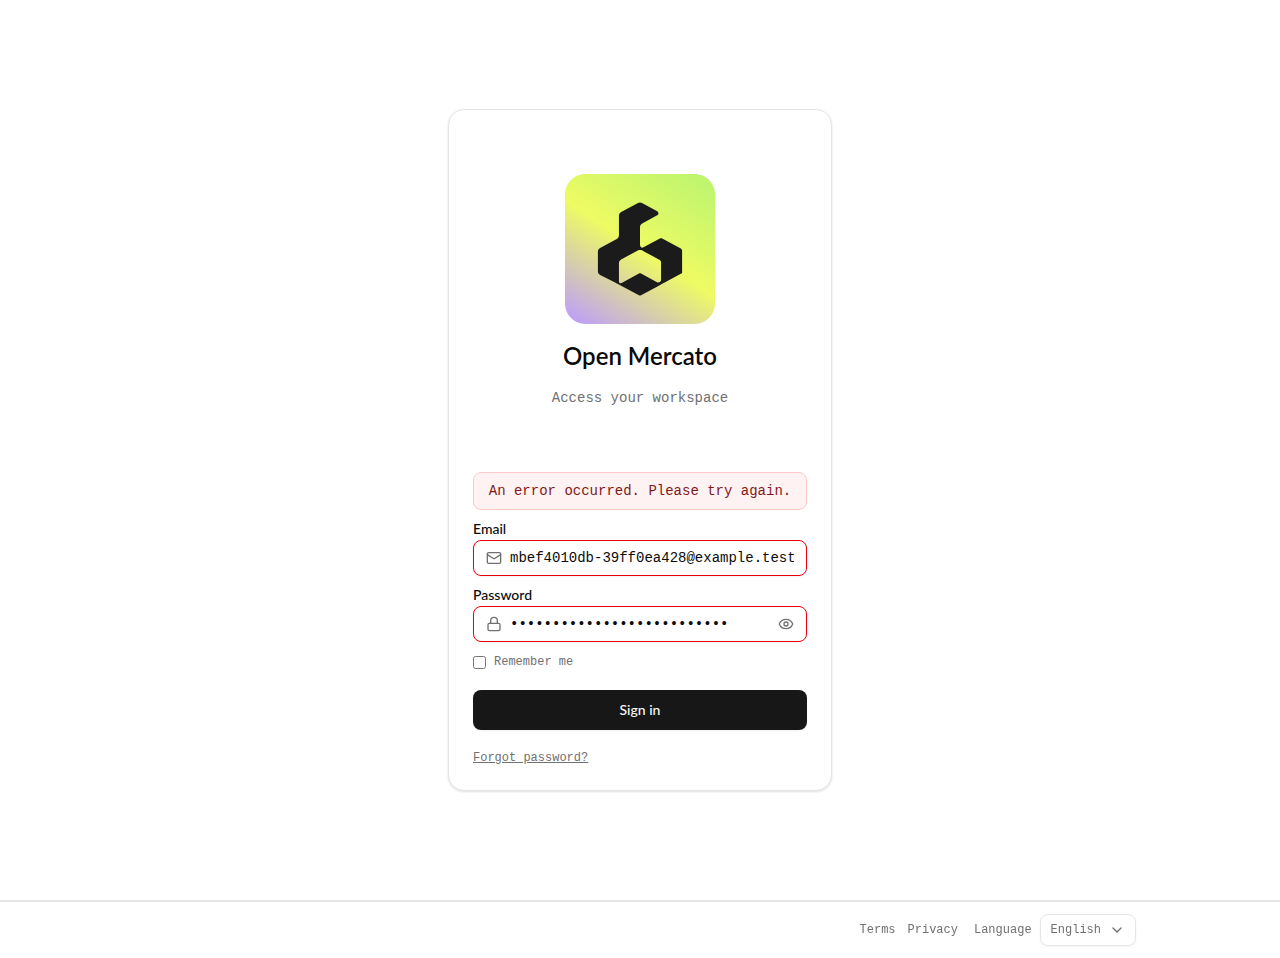 Open Mercato
Access your workspace
An error occurred. Please try again.
Email
mbef4010db-39ff0ea428@example.test
Password
••••••••••••••••••••••••••
Remember me
Sign in
Forgot password?
Terms Privacy Language English